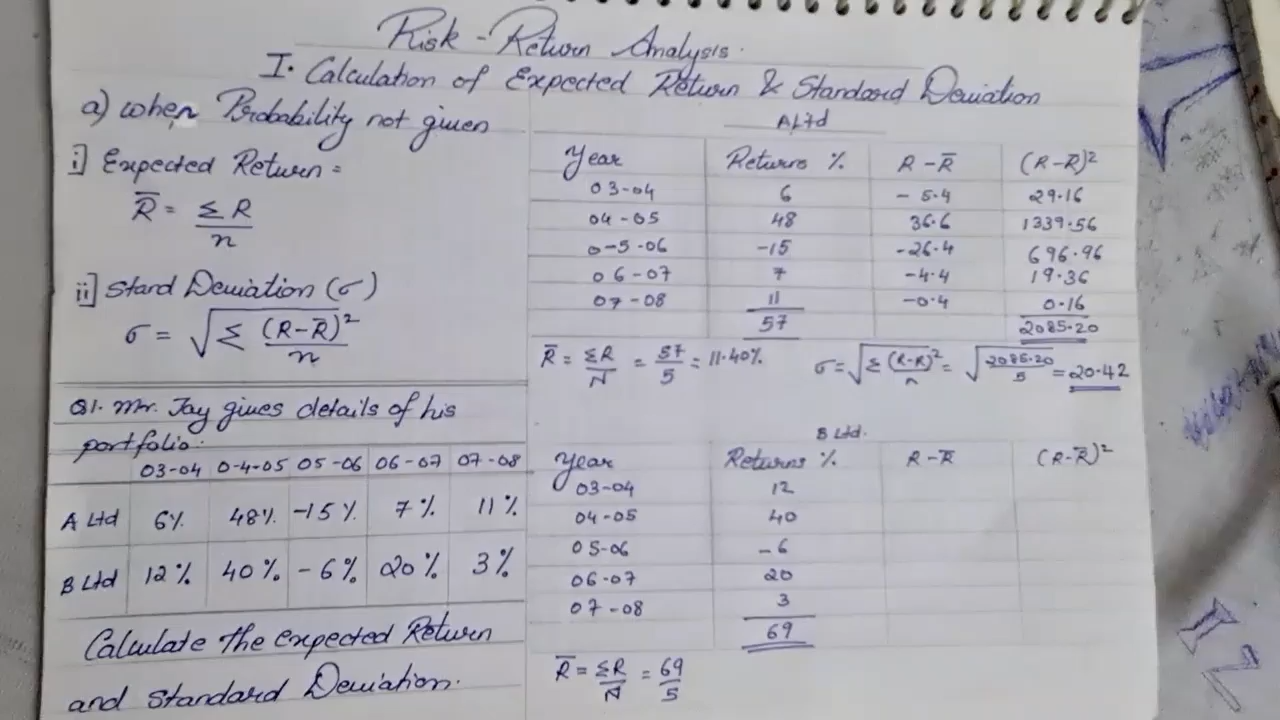 Risk - Return Analysis.
I. Calculation of Expected Return & Standard Deviation
a) When Probability not given
i] Expected Return =
R̄ = ΣR
n
ii] Stard Deviation (σ)
σ = √Σ (R-R̄)²
n
Q1. Mr. Jay gives details of his
portfolio.
03-04 0-4-05 05-06 06-07 07-08
A Ltd 6% 48% -15% 7% 11%
B Ltd 12% 40% -6% 20% 3%
Calculate the expected Return
and Standard Deviation.
A Ltd
Year Returns % R-R̄ (R-R̄)²
03-04 6 -5.4 29.16
04-05 48 36.6 1339.56
0-5-06 -15 -26.4 696.96
06-07 7 -4.4 19.36
07-08 11 -0.4 0.16
57 2085.20
R̄ = ΣR/N = 57/5 = 11.40% σ = √Σ (R-R̄)²/n = √2085.20/5 = 20.42
B Ltd.
Year Returns % R-R̄ (R-R̄)²
03-04 12
04-05 40
05-06 -6
06-07 20
07-08 3
69
R̄ = ΣR/N = 69/5